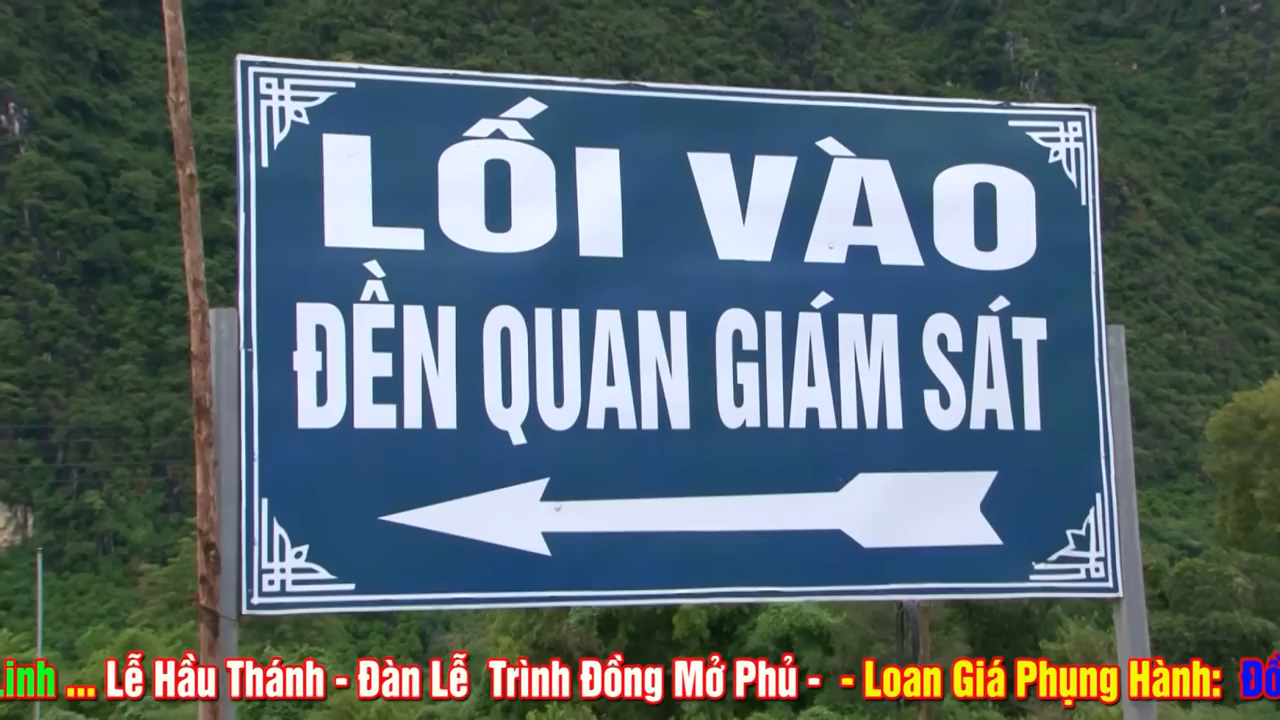 LỐI VÀO
ĐỀN QUAN GIÁM SÁT
Linh ... Lễ Hầu Thánh - Đàn Lễ Trình Đồng Mở Phủ - - Loan Giá Phụng Hành: